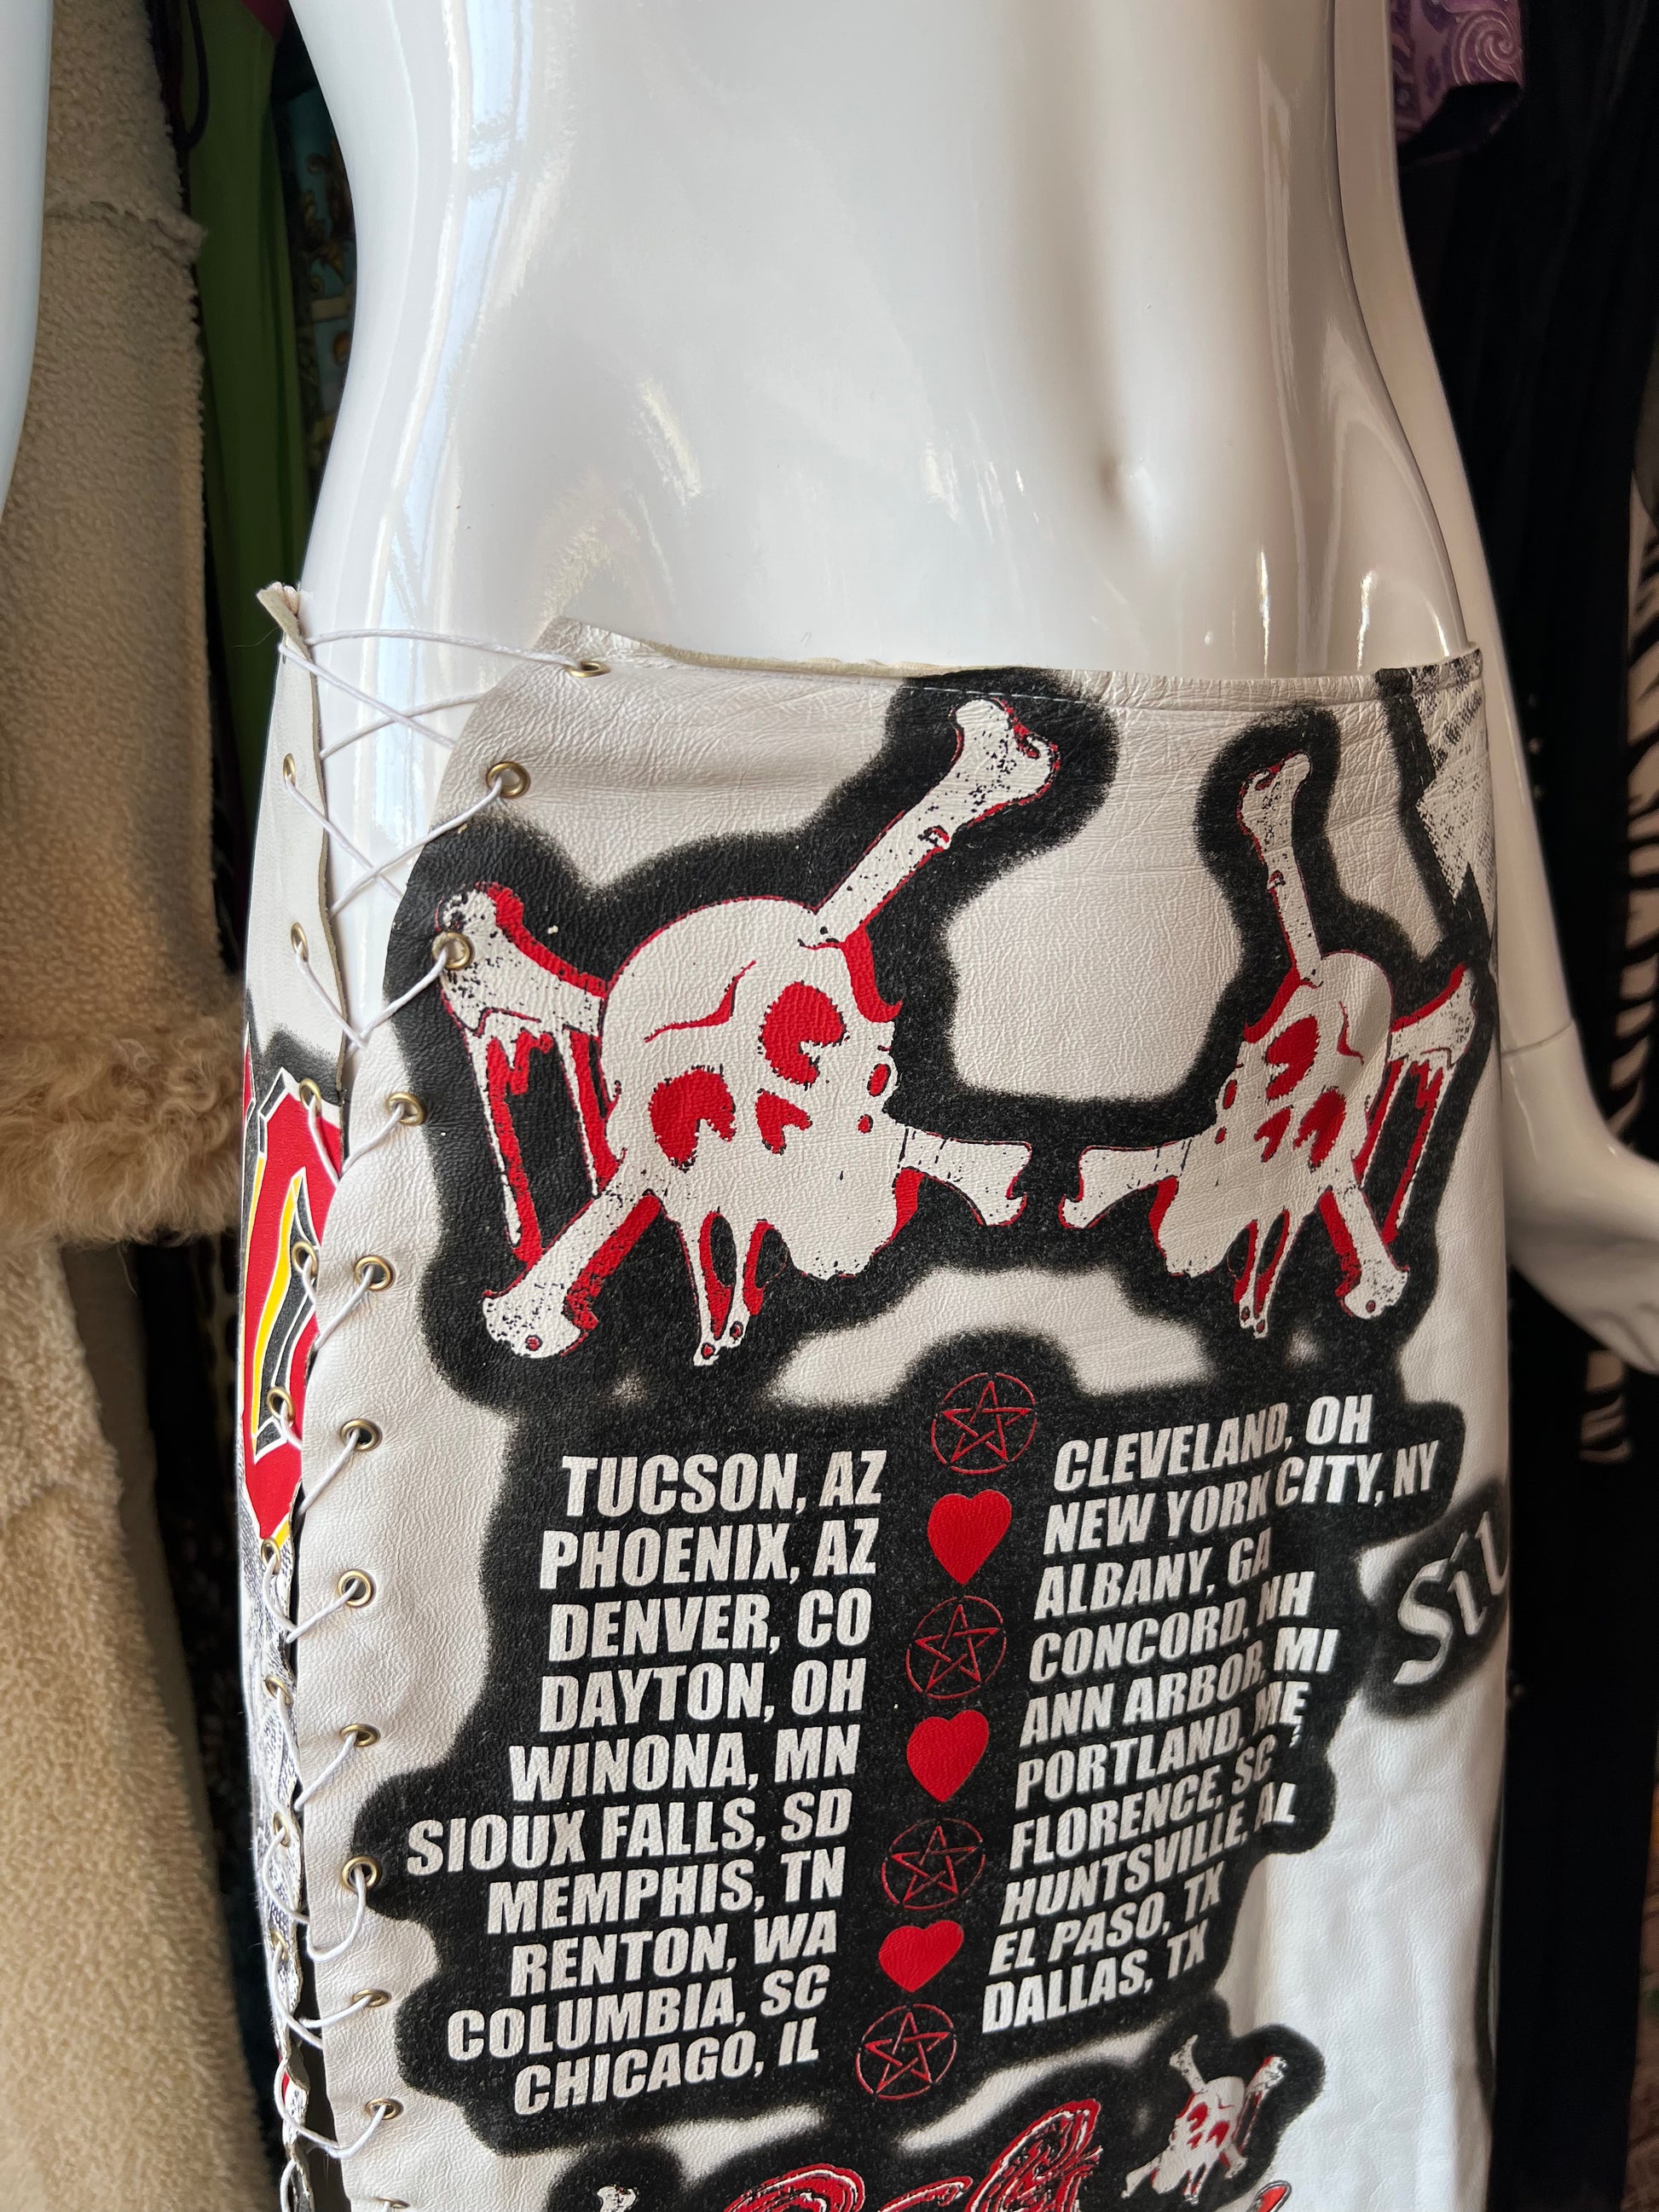 TUCSON, AZ
PHOENIX, AZ
DENVER, CO
DAYTON, OH
WINONA, MN
SIOUX FALLS, SD
MEMPHIS, TN
RENTON, WA
COLUMBIA, SC
CHICAGO, IL
CLEVELAND, OH
NEW YORK CITY, NY
ALBANY, GA
CONCORD, NH
ANN ARBOR, MI
PORTLAND, ME
FLORENCE, SC
HUNTSVILLE, AL
EL PASO, TX
DALLAS, TX